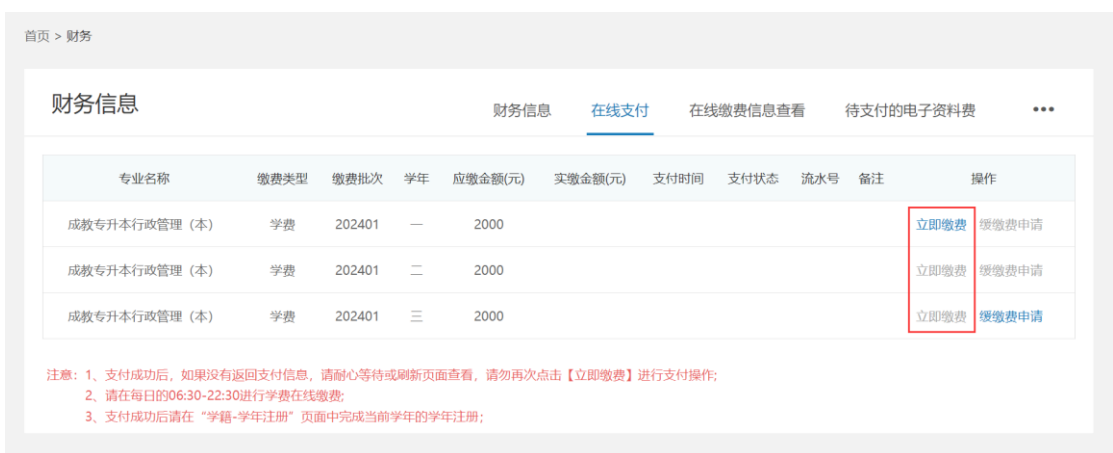 首页 > 财务
财务信息
财务信息 在线支付 在线缴费信息查看 待支付的电子资料费 •••
专业名称 缴费类型 缴费批次 学年 应缴金额(元) 实缴金额(元) 支付时间 支付状态 流水号 备注 操作
成教专升本行政管理（本） 学费 202401 一 2000 立即缴费 缓缴费申请
成教专升本行政管理（本） 学费 202401 二 2000 立即缴费 缓缴费申请
成教专升本行政管理（本） 学费 202401 三 2000 立即缴费 缓缴费申请
注意：1、支付成功后，如果没有返回支付信息，请耐心等待或刷新页面查看，请勿再次点击【立即缴费】进行支付操作;
2、请在每日的06:30-22:30进行学费在线缴费;
3、支付成功后请在“学籍-学年注册”页面中完成当前学年的学年注册;